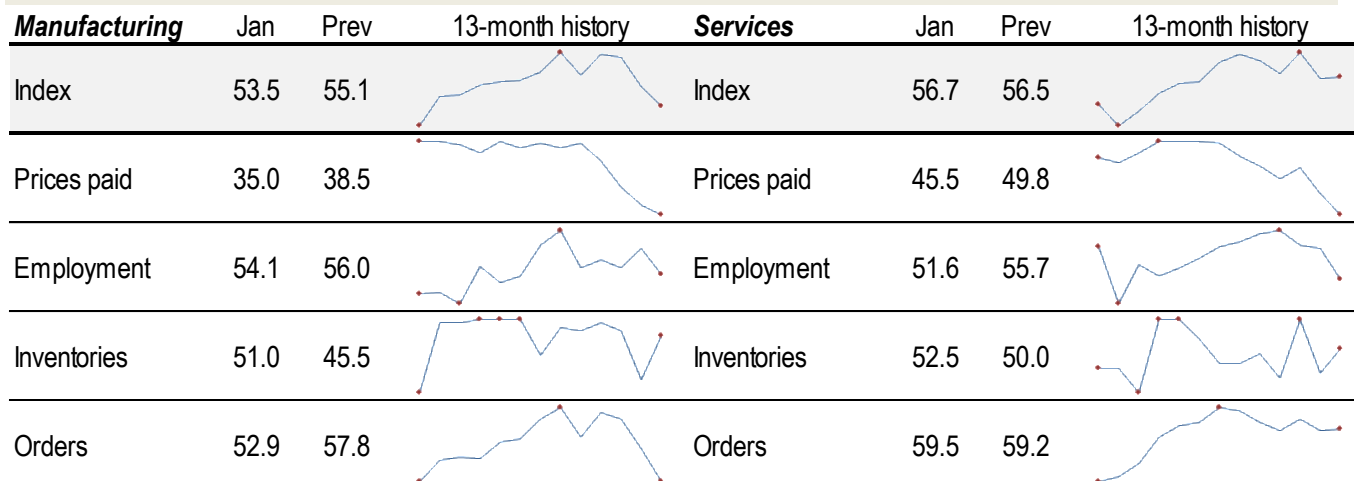 Manufacturing Jan Prev 13-month history Services Jan Prev 13-month history
Index 53.5 55.1 Index 56.7 56.5
Prices paid 35.0 38.5 Prices paid 45.5 49.8
Employment 54.1 56.0 Employment 51.6 55.7
Inventories 51.0 45.5 Inventories 52.5 50.0
Orders 52.9 57.8 Orders 59.5 59.2